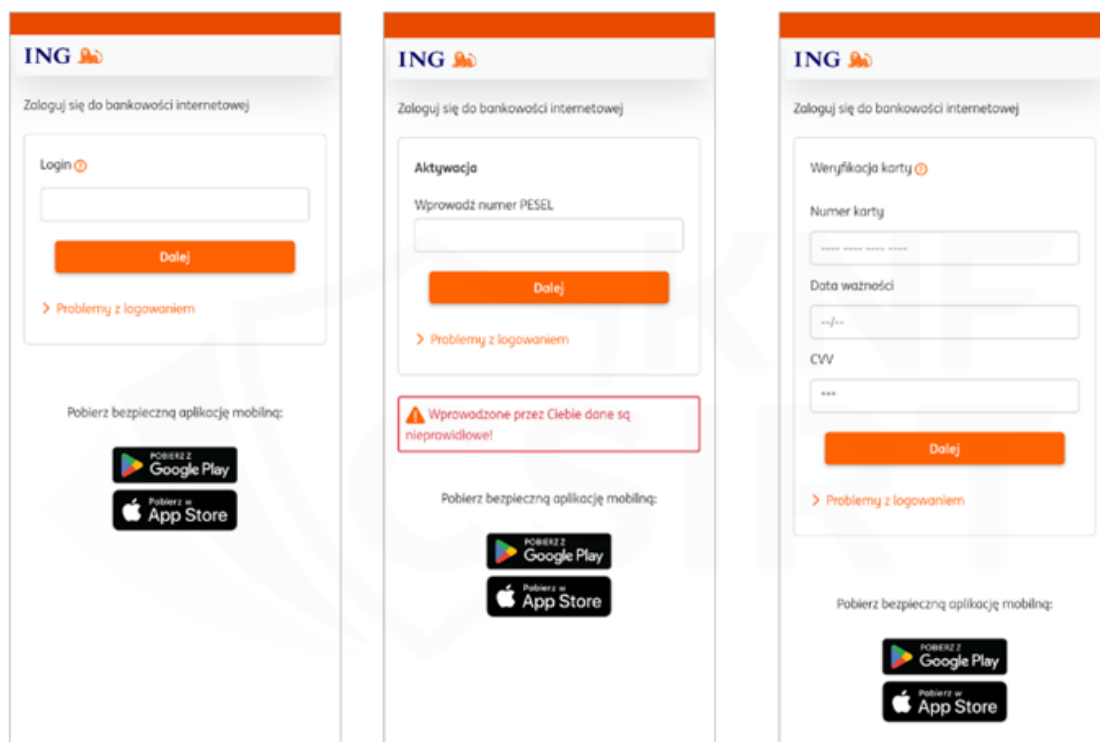 ING
Zaloguj się do bankowości internetowej
Login
Dalej
Problemy z logowaniem
Pobierz bezpieczną aplikację mobilną:
POBIERZ Z
Google Play
Pobierz w
App Store
ING
Zaloguj się do bankowości internetowej
Aktywacja
Wprowadź numer PESEL
Dalej
Problemy z logowaniem
Wprowadzone przez Ciebie dane są
nieprawidłowe!
Pobierz bezpieczną aplikację mobilną:
POBIERZ Z
Google Play
Pobierz w
App Store
ING
Zaloguj się do bankowości internetowej
Weryfikacja karty
Numer karty
---- ---- ---- ----
Data ważności
--/--
CVV
***
Dalej
Problemy z logowaniem
Pobierz bezpieczną aplikację mobilną:
POBIERZ Z
Google Play
Pobierz w
App Store
KNF
CSIRT